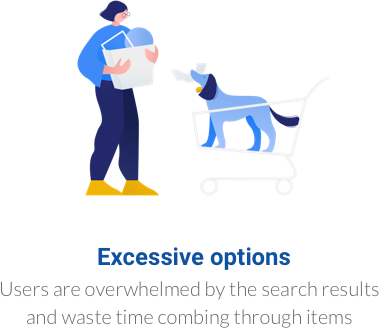 Excessive options
Users are overwhelmed by the search results
and waste time combing through items